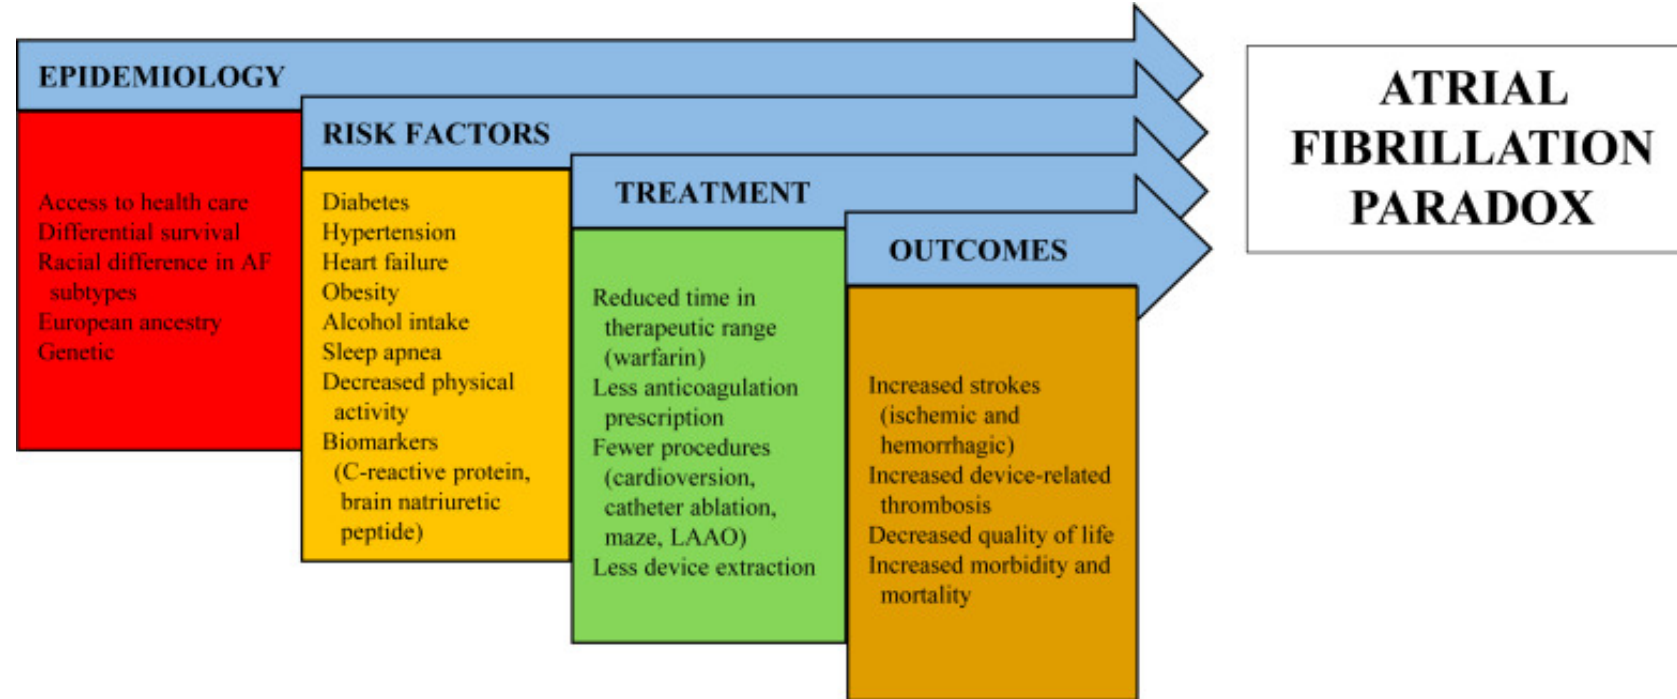 EPIDEMIOLOGY
Access to health care
Differential survival
Racial difference in AF
subtypes
European ancestry
Genetic
RISK FACTORS
Diabetes
Hypertension
Heart failure
Obesity
Alcohol intake
Sleep apnea
Decreased physical
activity
Biomarkers
(C-reactive protein,
brain natriuretic
peptide)
TREATMENT
Reduced time in
therapeutic range
(warfarin)
Less anticoagulation
prescription
Fewer procedures
(cardioversion,
catheter ablation,
maze, LAAO)
Less device extraction
OUTCOMES
Increased strokes
(ischemic and
hemorrhagic)
Increased device-related
thrombosis
Decreased quality of life
Increased morbidity and
mortality
ATRIAL
FIBRILLATION
PARADOX